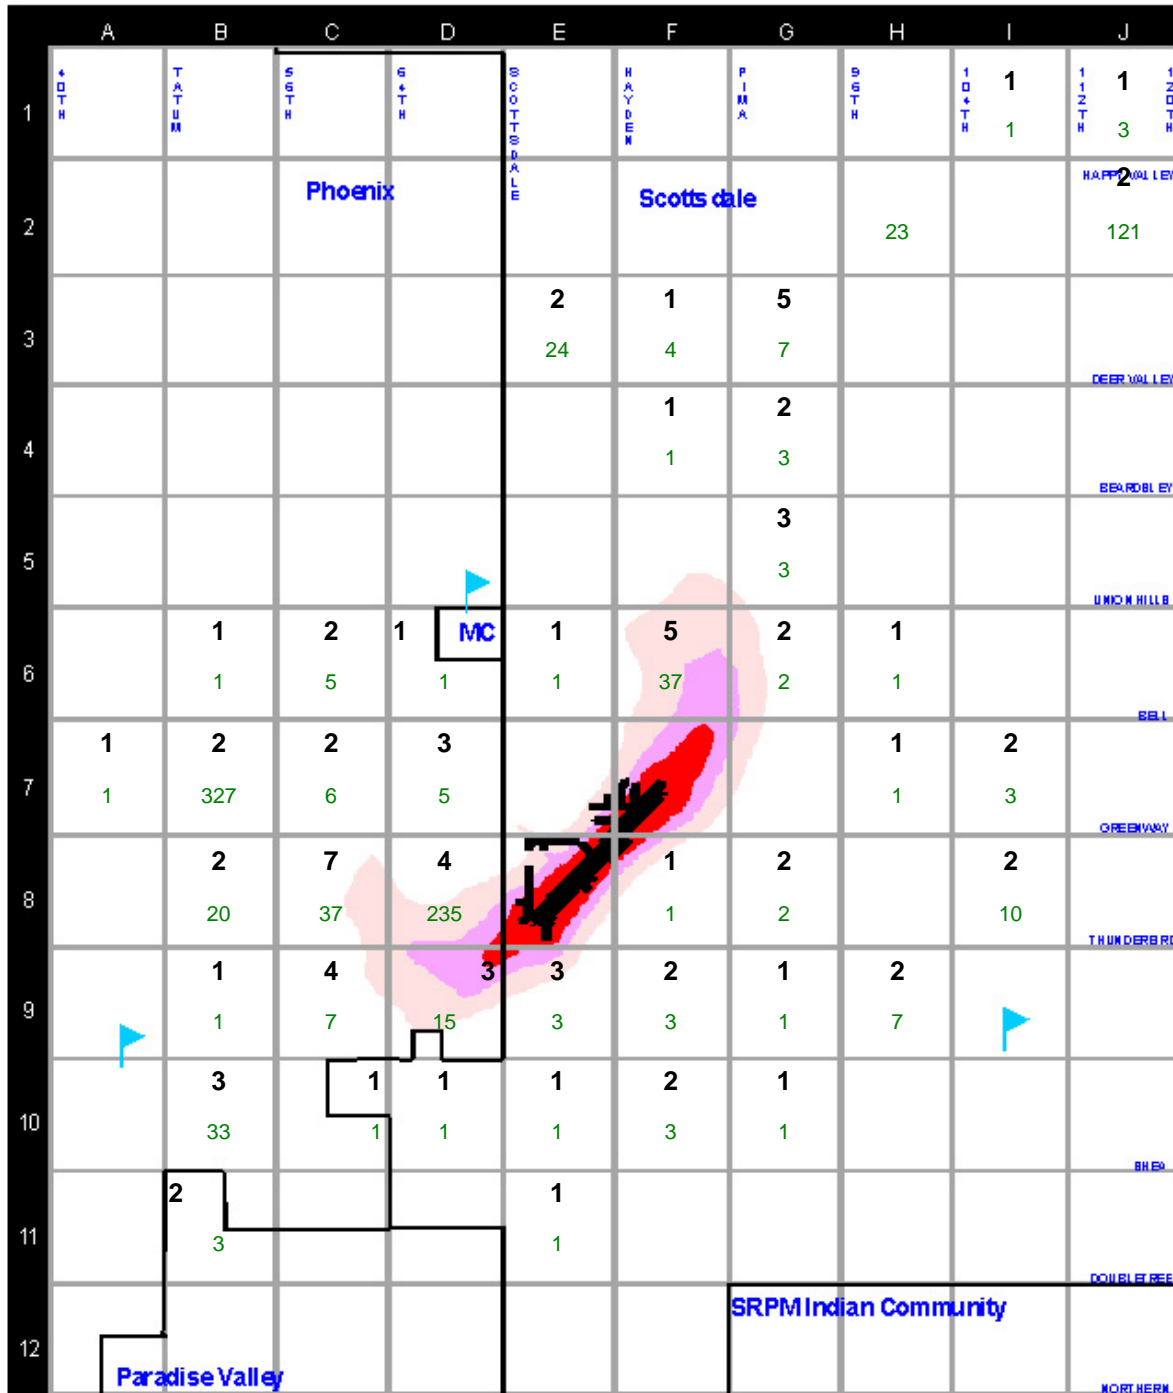 A B C D E F G H I J
1
40TH TATUM 56TH 64TH SCOTTSDALE HAYDEN PIMA 96TH 104TH 112TH 120TH
1 1
1 3
HAPPY VALLEY
2
Phoenix Scottsdale
2 23 121
2 1 5
3 24 4 7
DEER VALLEY
1 2
4 1 3
BEARDSLEY
3
5 3
UNION HILLS
1 2 1 MC 1 5 2 1
6 1 5 1 1 37 2 1
BELL
1 2 2 3 1 2
7 1 327 6 5 1 3
GREENWAY
2 7 4 1 2 2
8 20 37 235 1 2 10
THUNDERBIRD
1 4 3 3 2 1 2
9 1 7 15 3 3 1 7
3 1 1 1 2 1
10 33 1 1 1 3 1
SHEA
2 1
11 3 1
DOUBLETREE
SRPM Indian Community
12
Paradise Valley
NORTHERN